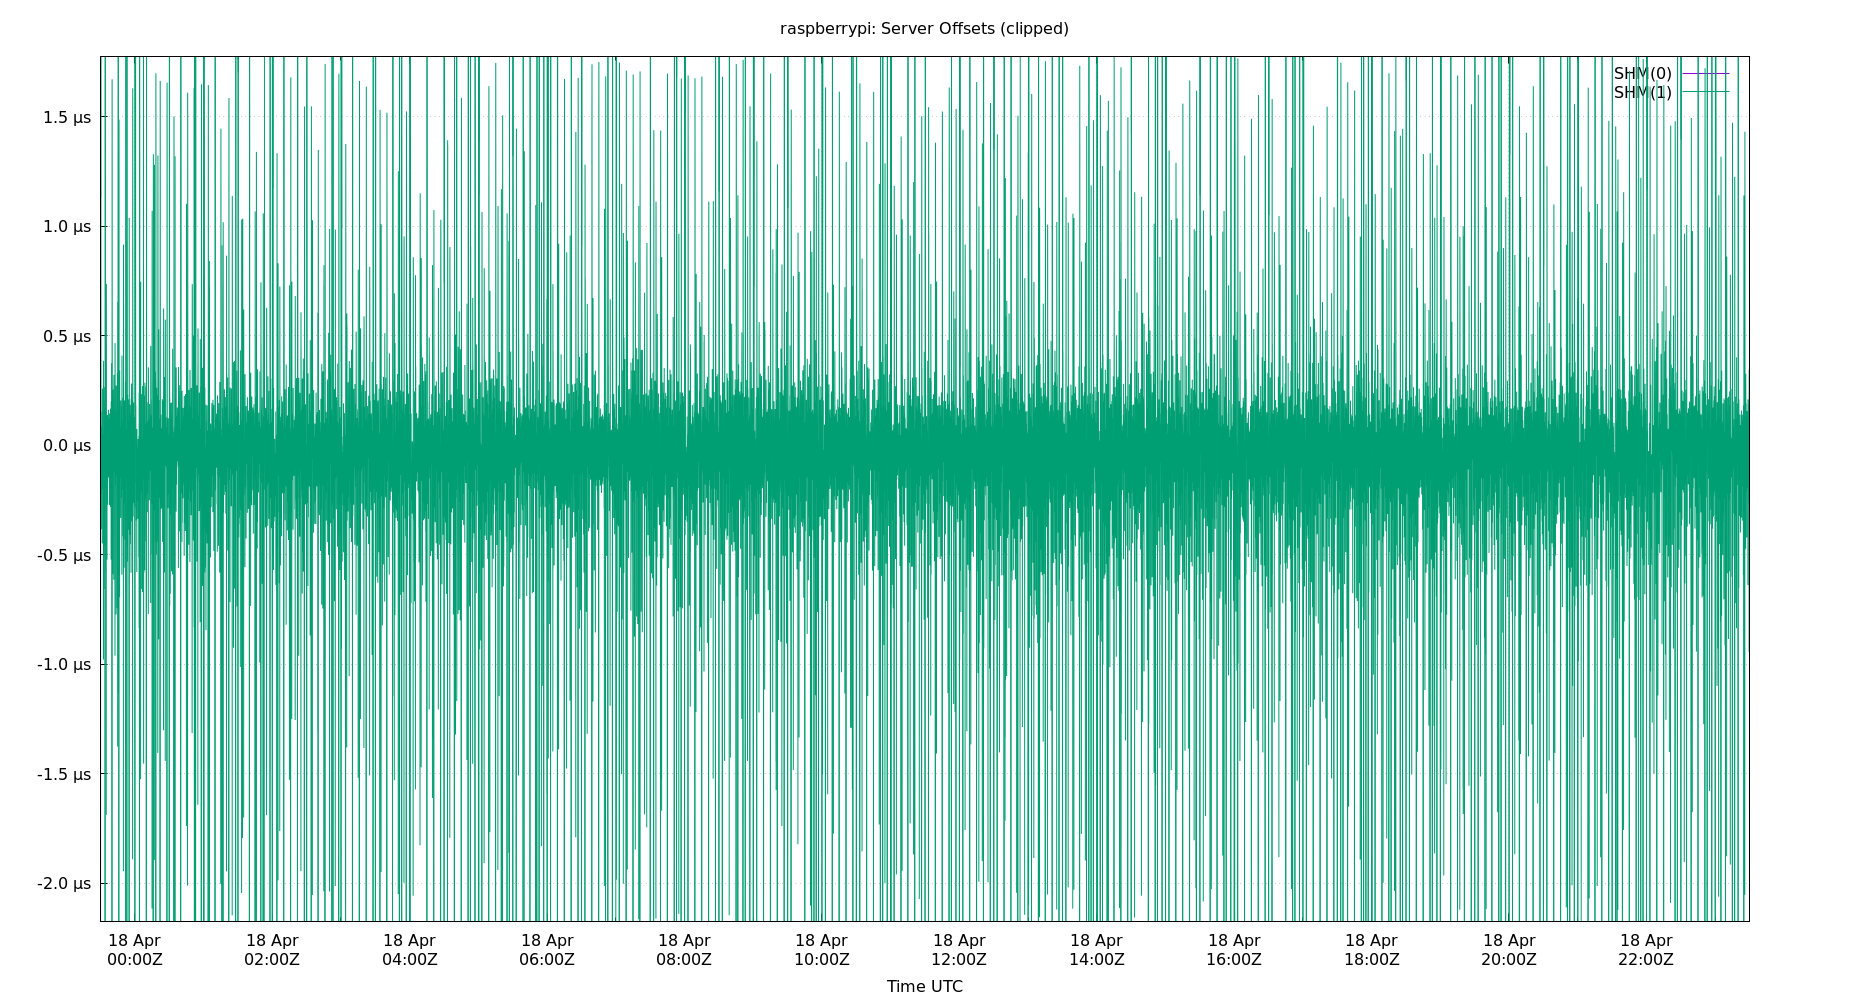 raspberrypi: Server Offsets (clipped)
SHM(0)
SHM(1)
1.5 µs
1.0 µs
0.5 µs
0.0 µs
-0.5 µs
-1.0 µs
-1.5 µs
-2.0 µs
18 Apr 18 Apr 18 Apr 18 Apr 18 Apr 18 Apr 18 Apr 18 Apr 18 Apr 18 Apr 18 Apr 18 Apr
00:00Z 02:00Z 04:00Z 06:00Z 08:00Z 10:00Z 12:00Z 14:00Z 16:00Z 18:00Z 20:00Z 22:00Z
Time UTC